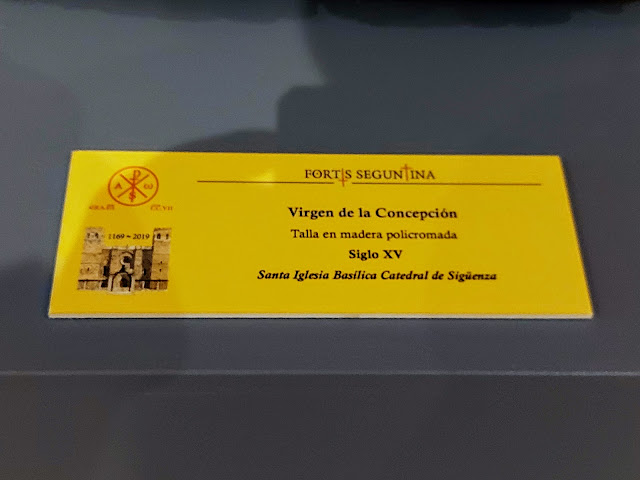 FORTIS SEGUNTINA
Virgen de la Concepción
Talla en madera policromada
Siglo XV
Santa Iglesia Basílica Catedral de Sigüenza
Α Ω
1169 ~ 2019